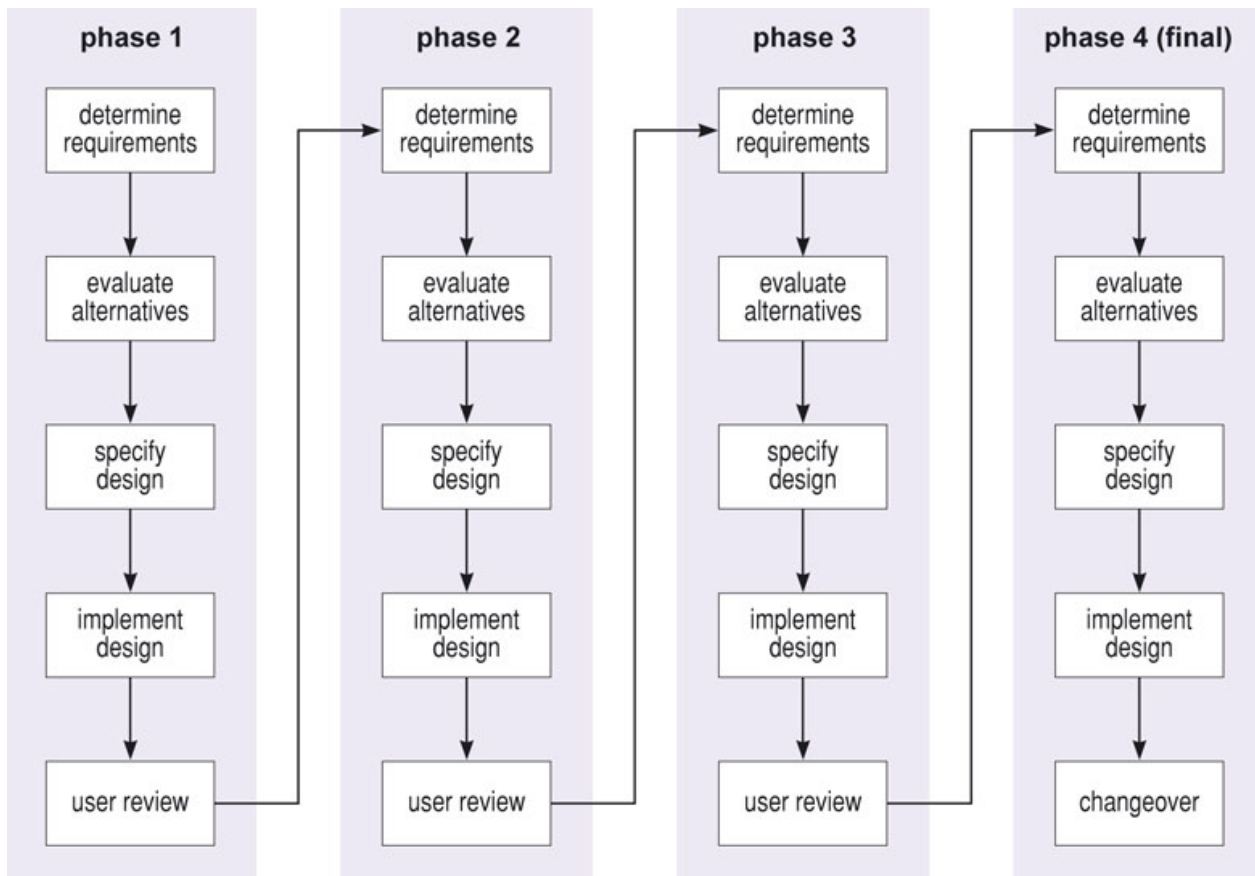 phase 1
determine
requirements
evaluate
alternatives
specify
design
implement
design
user review
phase 2
determine
requirements
evaluate
alternatives
specify
design
implement
design
user review
phase 3
determine
requirements
evaluate
alternatives
specify
design
implement
design
user review
phase 4 (final)
determine
requirements
evaluate
alternatives
specify
design
implement
design
changeover